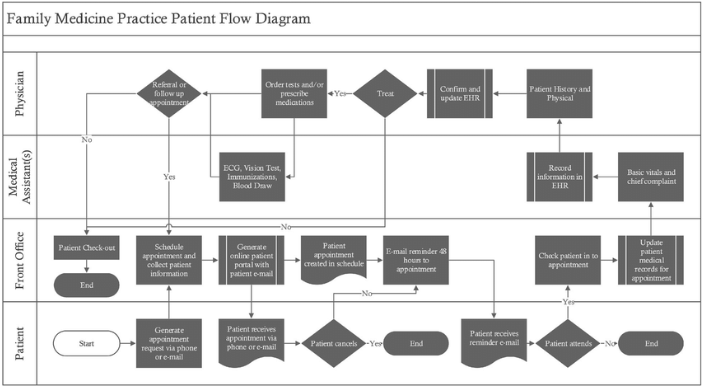 Family Medicine Practice Patient Flow Diagram
Physician
Referral or
follow up
appointment
Order tests and/or
prescribe
medications
Yes
Treat
Confirm and
update EHR
Patient History and
Physical
No
Yes
Medical
Assistant(s)
ECG, Vision Test,
Immunizations,
Blood Draw
Record
information in
EHR
Basic vitals and
chief complaint
No
Front Office
Patient Check-out
End
Schedule
appointment and
collect patient
information
Generate
online patient
portal with
patient e-mail
Patient
appointment
created in schedule
E-mail reminder 48
hours to
appointment
Check patient in to
appointment
Update
patient
medical
records for
appointment
No
Yes
Patient
Start
Generate
appointment
request via phone
or e-mail
Patient receives
appointment via
phone or e-mail
Patient cancels
Yes
End
Patient receives
reminder e-mail
Patient attends
No
End